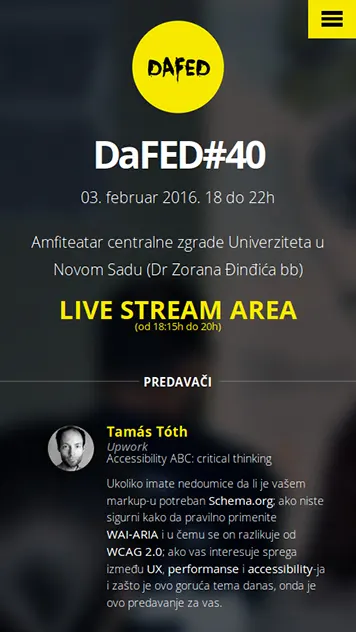 DAFED
DaFED#40
03. februar 2016. 18 do 22h
Amfiteatar centralne zgrade Univerziteta u
Novom Sadu (Dr Zorana Đinđića bb)
LIVE STREAM AREA
(od 18:15h do 20h)
PREDAVAČI
Tamás Tóth
Upwork
Accessibility ABC: critical thinking
Ukoliko imate nedoumice da li je vašem
markup-u potreban Schema.org; ako niste
sigurni kako da pravilno primenite
WAI-ARIA i u čemu se on razlikuje od
WCAG 2.0; ako vas interesuje sprega
između UX, performanse i accessibility-ja
i zašto je ovo goruća tema danas, onda je
ovo predavanje za vas.